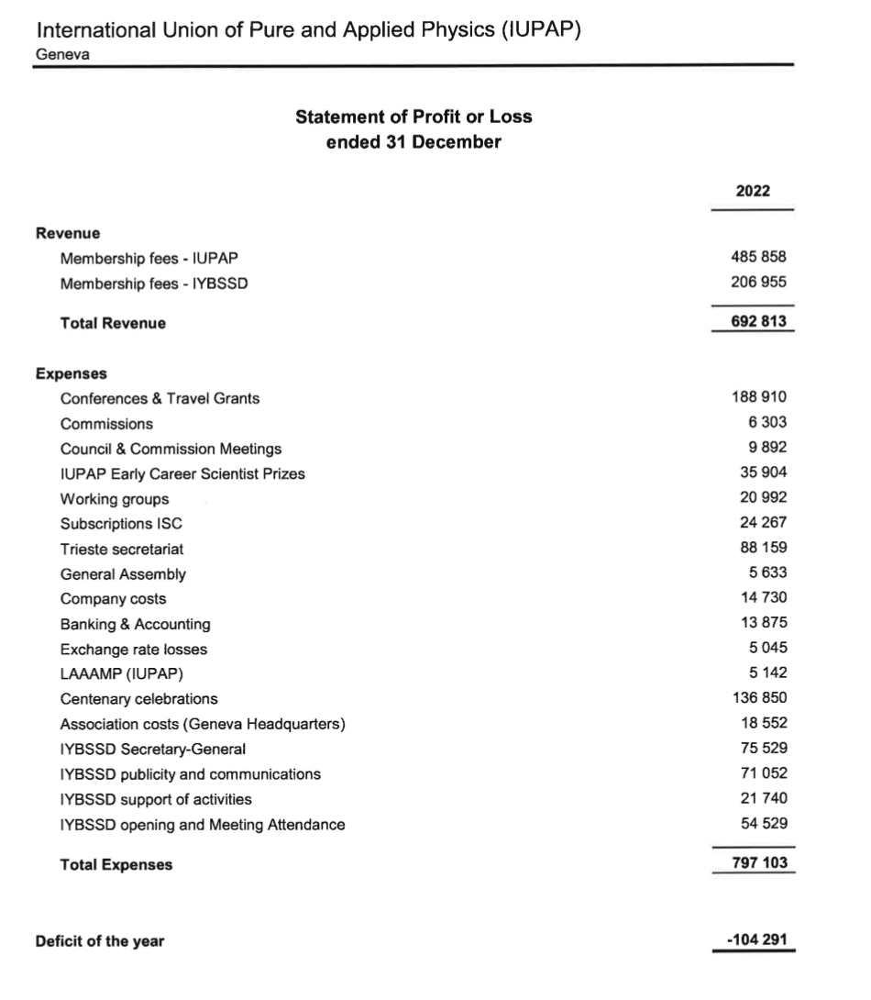 International Union of Pure and Applied Physics (IUPAP)
Geneva
Statement of Profit or Loss
ended 31 December
2022
Revenue
Membership fees - IUPAP 485 858
Membership fees - IYBSSD 206 955
Total Revenue 692 813
Expenses
Conferences & Travel Grants 188 910
Commissions 6 303
Council & Commission Meetings 9 892
IUPAP Early Career Scientist Prizes 35 904
Working groups 20 992
Subscriptions ISC 24 267
Trieste secretariat 88 159
General Assembly 5 633
Company costs 14 730
Banking & Accounting 13 875
Exchange rate losses 5 045
LAAAMP (IUPAP) 5 142
Centenary celebrations 136 850
Association costs (Geneva Headquarters) 18 552
IYBSSD Secretary-General 75 529
IYBSSD publicity and communications 71 052
IYBSSD support of activities 21 740
IYBSSD opening and Meeting Attendance 54 529
Total Expenses 797 103
Deficit of the year -104 291